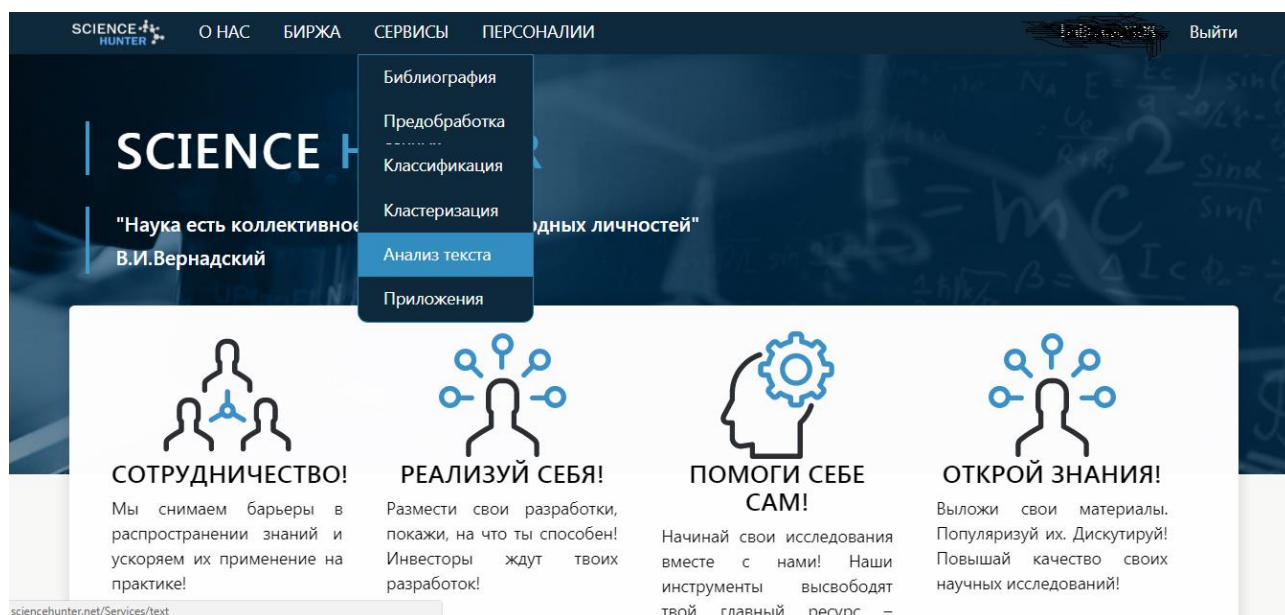 SCIENCE
HUNTER
О НАС БИРЖА СЕРВИСЫ ПЕРСОНАЛИИ Выйти
Библиография
Предобработка
Классификация
Кластеризация
Анализ текста
Приложения
SCIENCE
"Наука есть коллективное личностей"
В.И.Вернадский
СОТРУДНИЧЕСТВО!
Мы снимаем барьеры в
распространении знаний и
ускоряем их применение на
практике!
РЕАЛИЗУЙ СЕБЯ!
Размести свои разработки,
покажи, на что ты способен!
Инвесторы ждут твоих
разработок!
ПОМОГИ СЕБЕ
САМ!
Начинай свои исследования
вместе с нами! Наши
инструменты высвободят
твой главный ресурс –
ОТКРОЙ ЗНАНИЯ!
Выложи свои материалы.
Популяризуй их. Дискутируй!
Повышай качество своих
научных исследований!
sciencehunter.net/Services/text